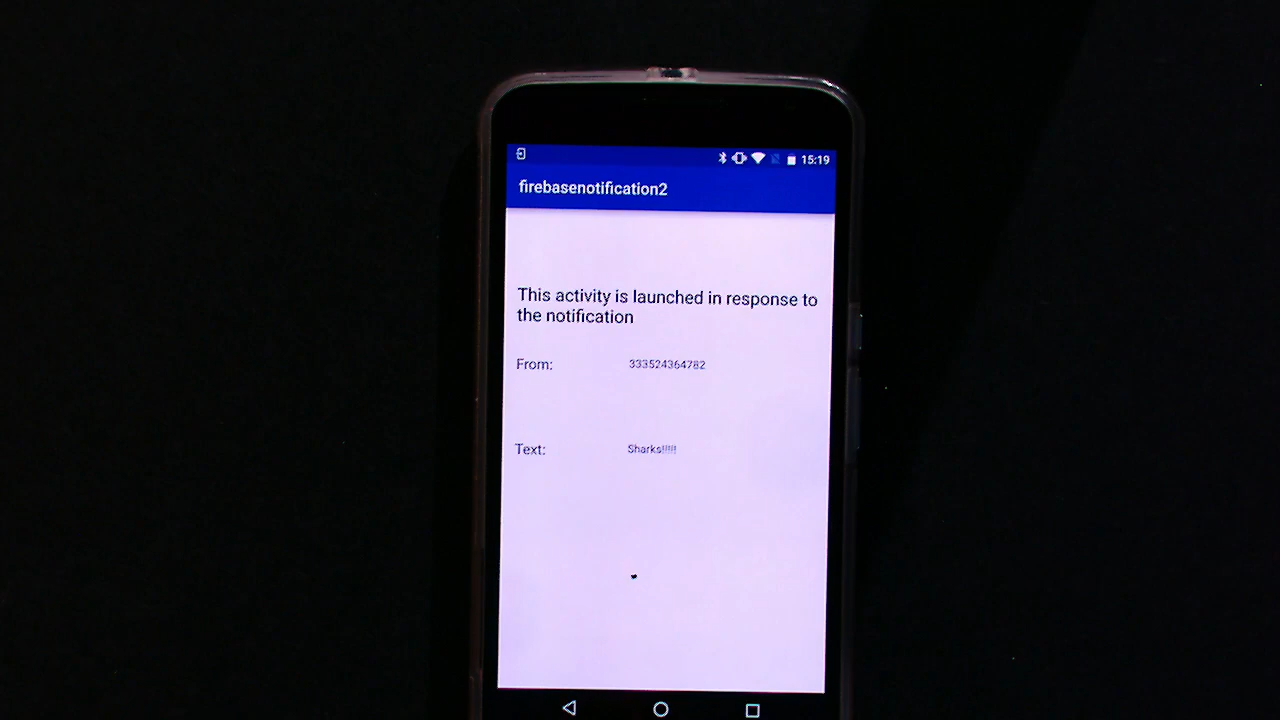 15:19
firebasenotification2
This activity is launched in response to
the notification
From: 333524364782
Text: Sharks!!!!!